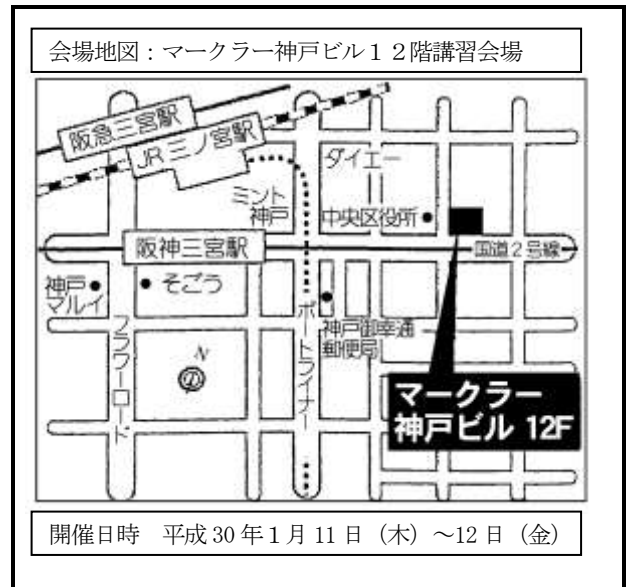 会場地図：マークラー神戸ビル１２階講習会場
阪急三宮駅
JR三ノ宮駅
ダイエー
ミント
神戸
中央区役所
阪神三宮駅
国道2号線
神戸
マルイ
そごう
フラワーロード
ポートライナー
神戸御幸通
郵便局
N
マークラー
神戸ビル 12F
開催日時　平成30年１月11日（木）～12日（金）